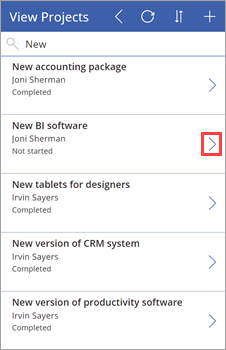 View Projects
New
New accounting package
Joni Sherman
Completed
New BI software
Joni Sherman
Not started
New tablets for designers
Irvin Sayers
Completed
New version of CRM system
Irvin Sayers
Completed
New version of productivity software
Irvin Sayers
Completed